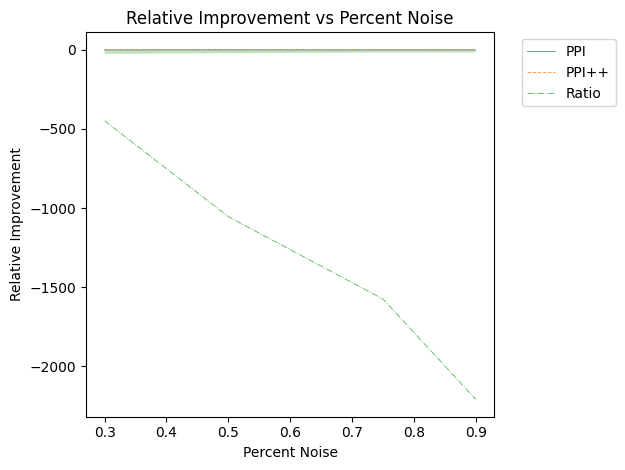 Relative Improvement vs Percent Noise
0
−500
−1000
−1500
−2000
Relative Improvement
0.3 0.4 0.5 0.6 0.7 0.8 0.9
Percent Noise
PPI
PPI++
Ratio